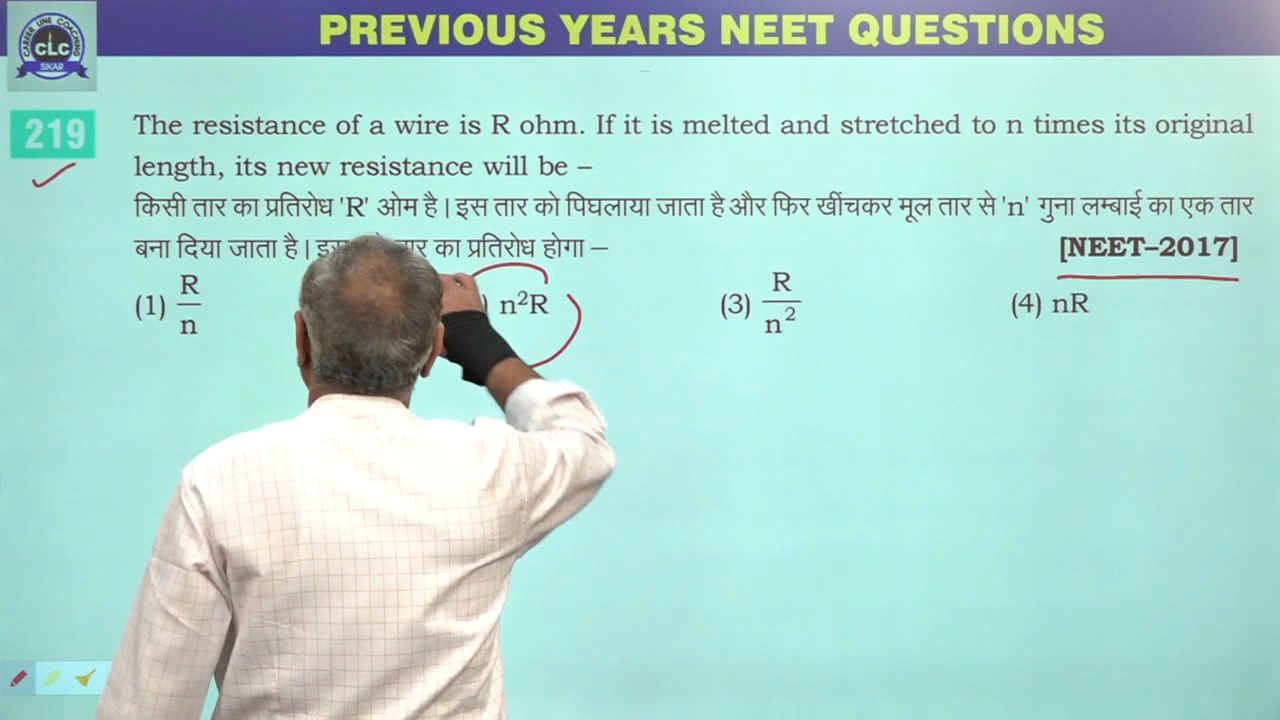 PREVIOUS YEARS NEET QUESTIONS
CAREER LINE COACHING
CLC
SIKAR
219
The resistance of a wire is R ohm. If it is melted and stretched to n times its original
length, its new resistance will be –
किसी तार का प्रतिरोध 'R' ओम है। इस तार को पिघलाया जाता है और फिर खींचकर मूल तार से 'n' गुना लम्बाई का एक तार
बना दिया जाता है। का प्रतिरोध होगा –
[NEET–2017]
(1) R/n
n²R
(3) R/n²
(4) nR